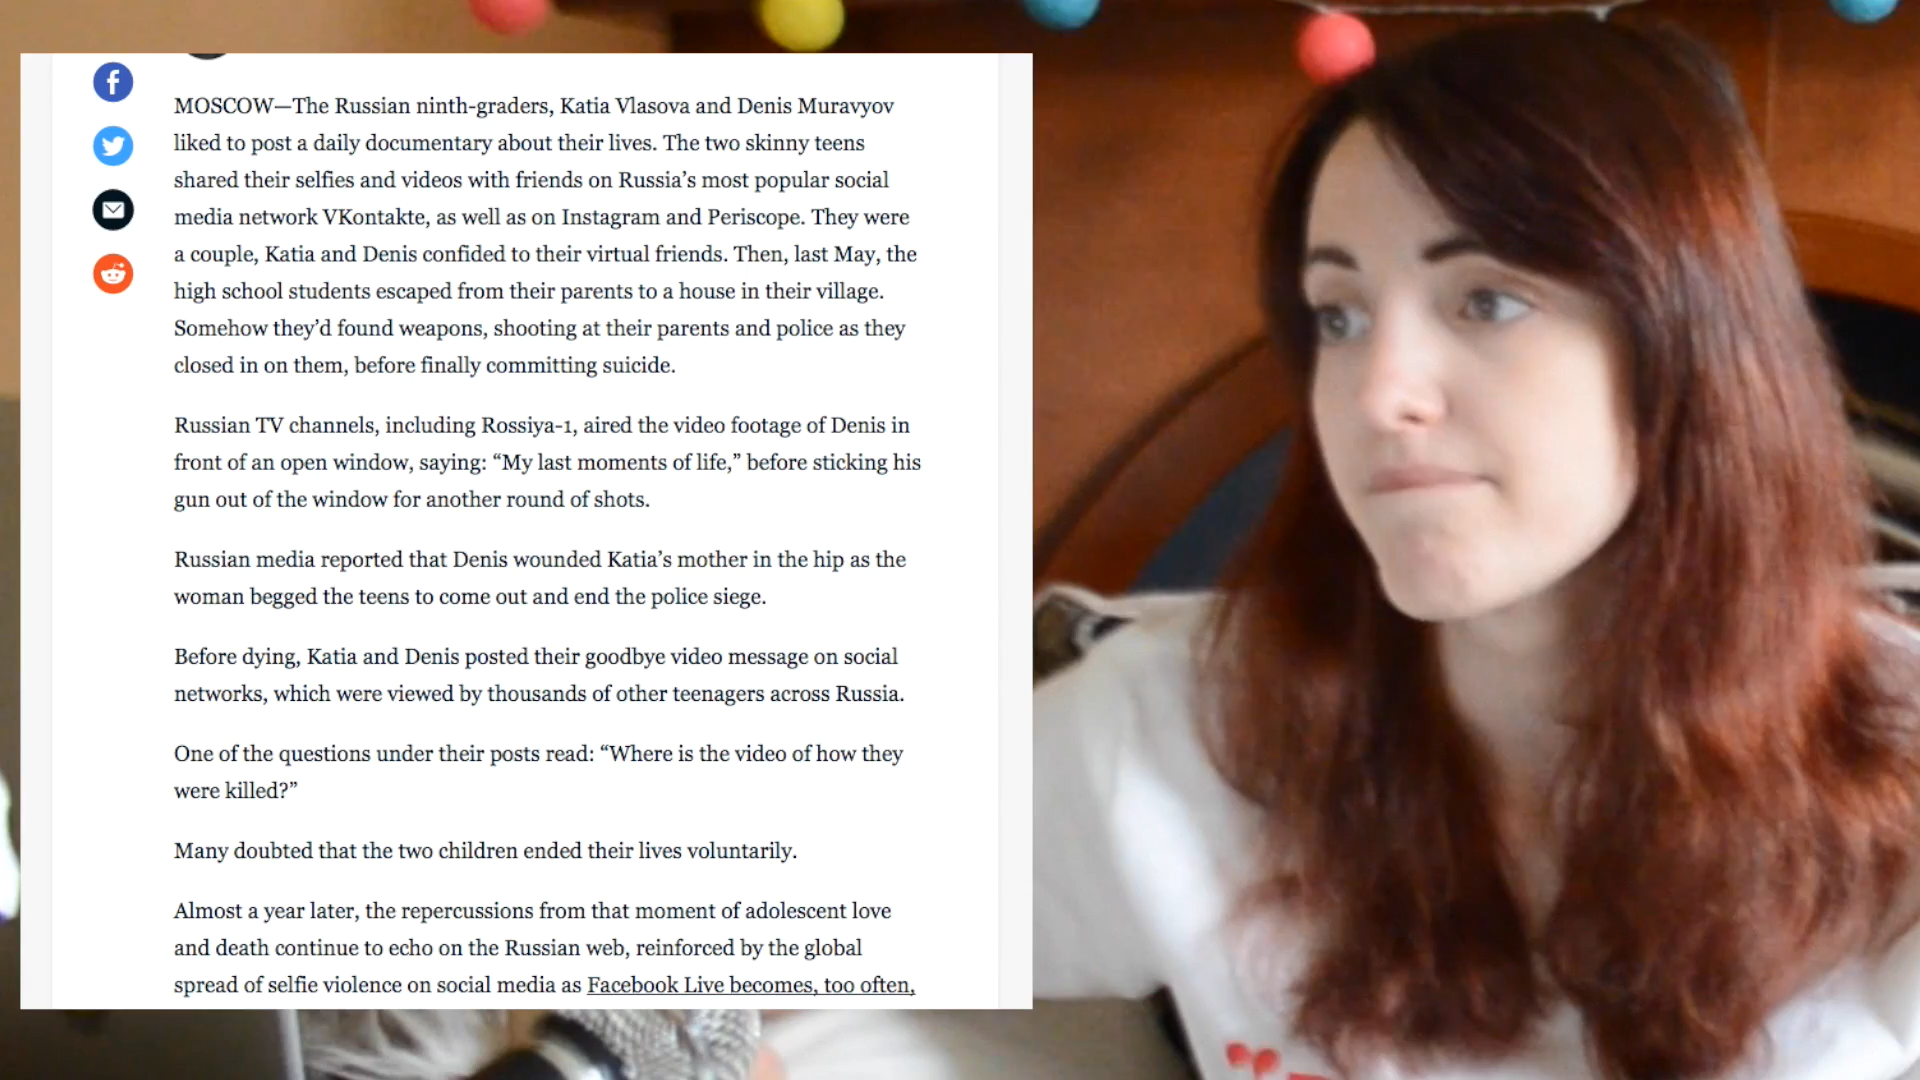 MOSCOW—The Russian ninth-graders, Katia Vlasova and Denis Muravyov
liked to post a daily documentary about their lives. The two skinny teens
shared their selfies and videos with friends on Russia’s most popular social
media network VKontakte, as well as on Instagram and Periscope. They were
a couple, Katia and Denis confided to their virtual friends. Then, last May, the
high school students escaped from their parents to a house in their village.
Somehow they’d found weapons, shooting at their parents and police as they
closed in on them, before finally committing suicide.
Russian TV channels, including Rossiya-1, aired the video footage of Denis in
front of an open window, saying: “My last moments of life,” before sticking his
gun out of the window for another round of shots.
Russian media reported that Denis wounded Katia’s mother in the hip as the
woman begged the teens to come out and end the police siege.
Before dying, Katia and Denis posted their goodbye video message on social
networks, which were viewed by thousands of other teenagers across Russia.
One of the questions under their posts read: “Where is the video of how they
were killed?”
Many doubted that the two children ended their lives voluntarily.
Almost a year later, the repercussions from that moment of adolescent love
and death continue to echo on the Russian web, reinforced by the global
spread of selfie violence on social media as Facebook Live becomes, too often,